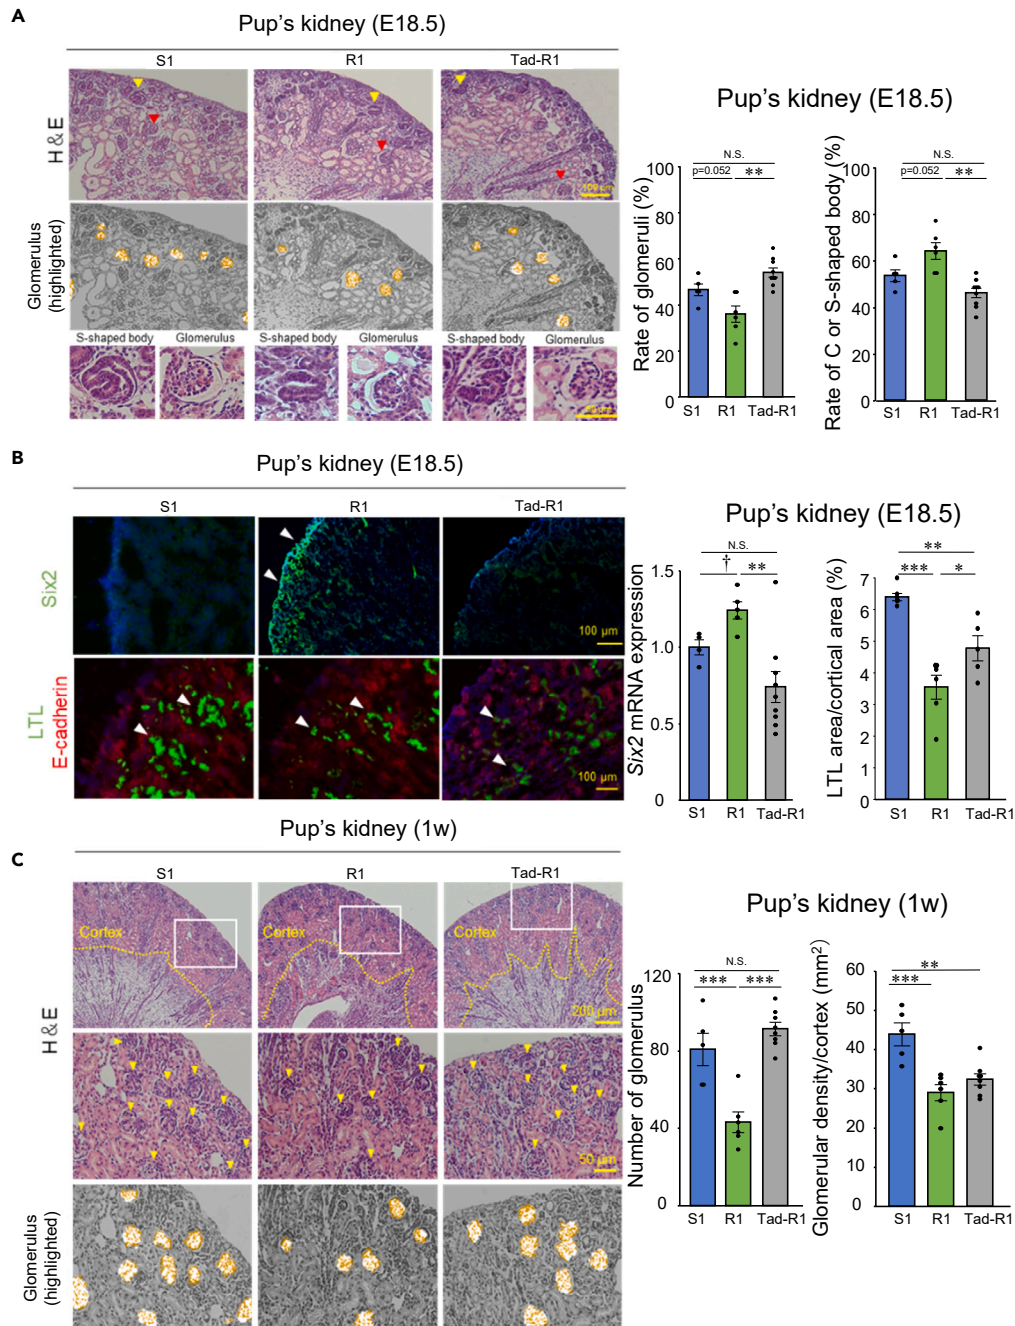 A
Pup's kidney (E18.5)
S1
R1
Tad-R1
H&E
100 μm
Glomerulus
(highlighted)
S-shaped body
Glomerulus
S-shaped body
Glomerulus
S-shaped body
Glomerulus
Pup's kidney (E18.5)
Rate of glomeruli (%)
N.S.
p=0.052
**
100
80
60
40
20
0
S1
R1
Tad-R1
Rate of C or S-shaped body (%)
N.S.
p=0.052
**
100
80
60
40
20
0
S1
R1
Tad-R1
B
Pup's kidney (E18.5)
S1
R1
Tad-R1
Six2
100 μm
LTL
E-cadherin
100 μm
Pup's kidney (E18.5)
Six2 mRNA expression
N.S.
†
**
1.5
1.0
0.5
0
S1
R1
Tad-R1
LTL area/cortical area (%)
**
***
*
7
6
5
4
3
2
1
0
S1
R1
Tad-R1
C
Pup's kidney (1w)
S1
R1
Tad-R1
H&E
Cortex
Cortex
Cortex
200 μm
50 μm
Glomerulus
(highlighted)
Pup's kidney (1w)
Number of glomerulus
N.S.
***
***
120
80
40
0
S1
R1
Tad-R1
Glomerular density/cortex (mm²)
**
***
60
50
40
30
20
10
0
S1
R1
Tad-R1